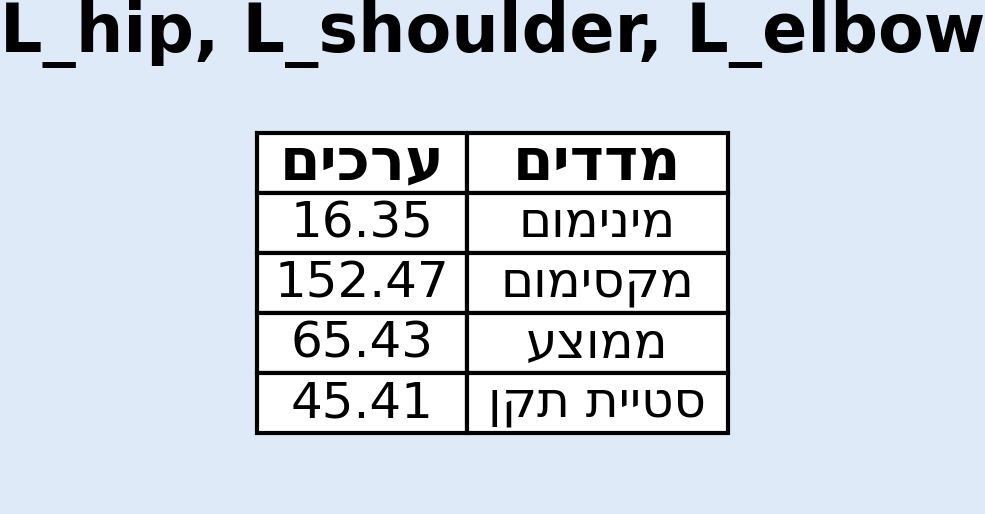 L_hip, L_shoulder, L_elbow
מדדים ערכים
מינימום 16.35
מקסימום 152.47
ממוצע 65.43
סטיית תקן 45.41